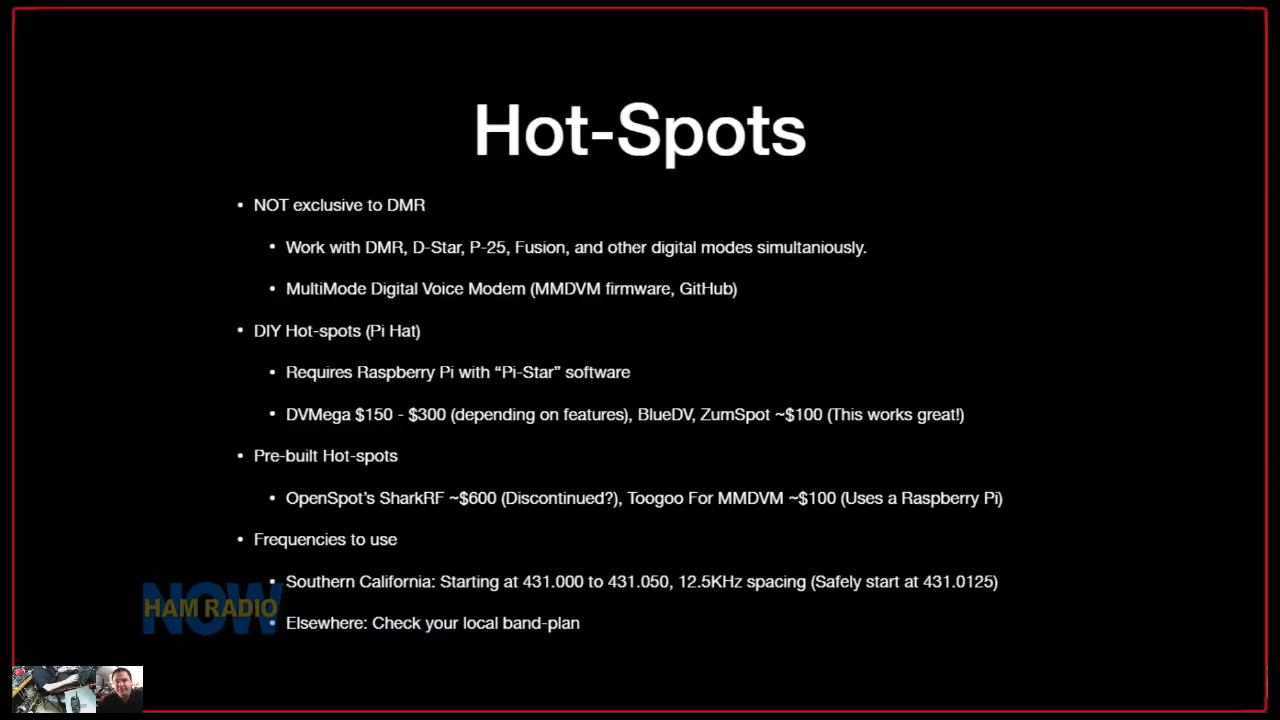 Hot-Spots
• NOT exclusive to DMR
• Work with DMR, D-Star, P-25, Fusion, and other digital modes simultaniously.
• MultiMode Digital Voice Modem (MMDVM firmware, GitHub)
• DIY Hot-spots (Pi Hat)
• Requires Raspberry Pi with “Pi-Star” software
• DVMega $150 - $300 (depending on features), BlueDV, ZumSpot ~$100 (This works great!)
• Pre-built Hot-spots
• OpenSpot’s SharkRF ~$600 (Discontinued?), Toogoo For MMDVM ~$100 (Uses a Raspberry Pi)
• Frequencies to use
• Southern California: Starting at 431.000 to 431.050, 12.5KHz spacing (Safely start at 431.0125)
• Elsewhere: Check your local band-plan
NOW
HAM RADIO